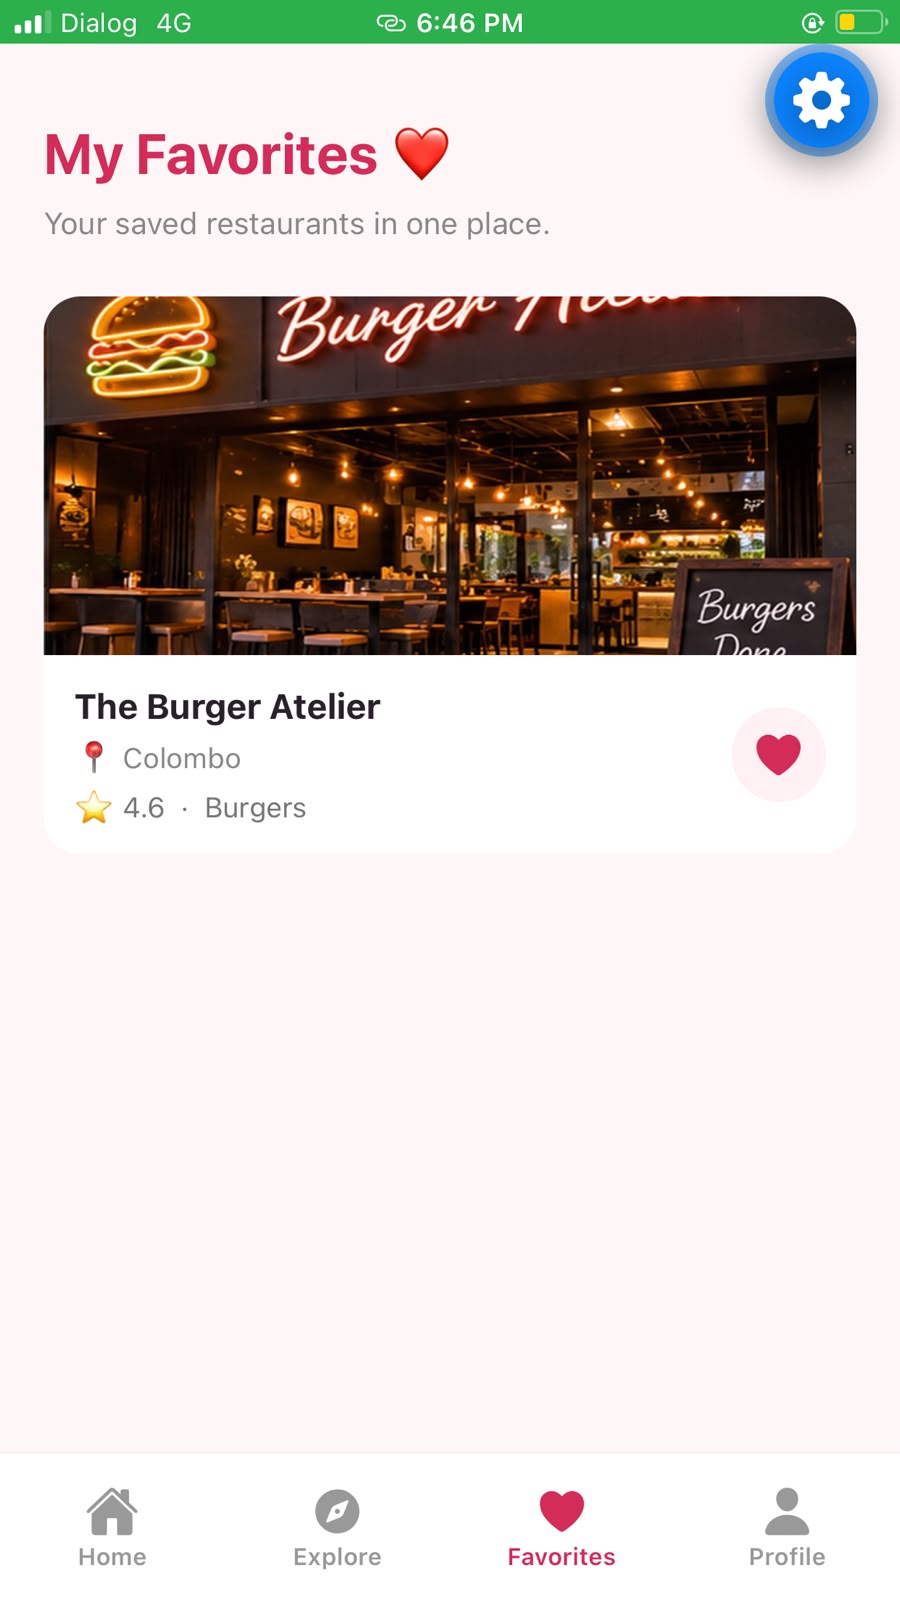 Dialog 4G 6:46 PM
My Favorites ❤️
Your saved restaurants in one place.
Burger
Burgers
Done
The Burger Atelier
📍 Colombo
⭐ 4.6 · Burgers
Home Explore Favorites Profile